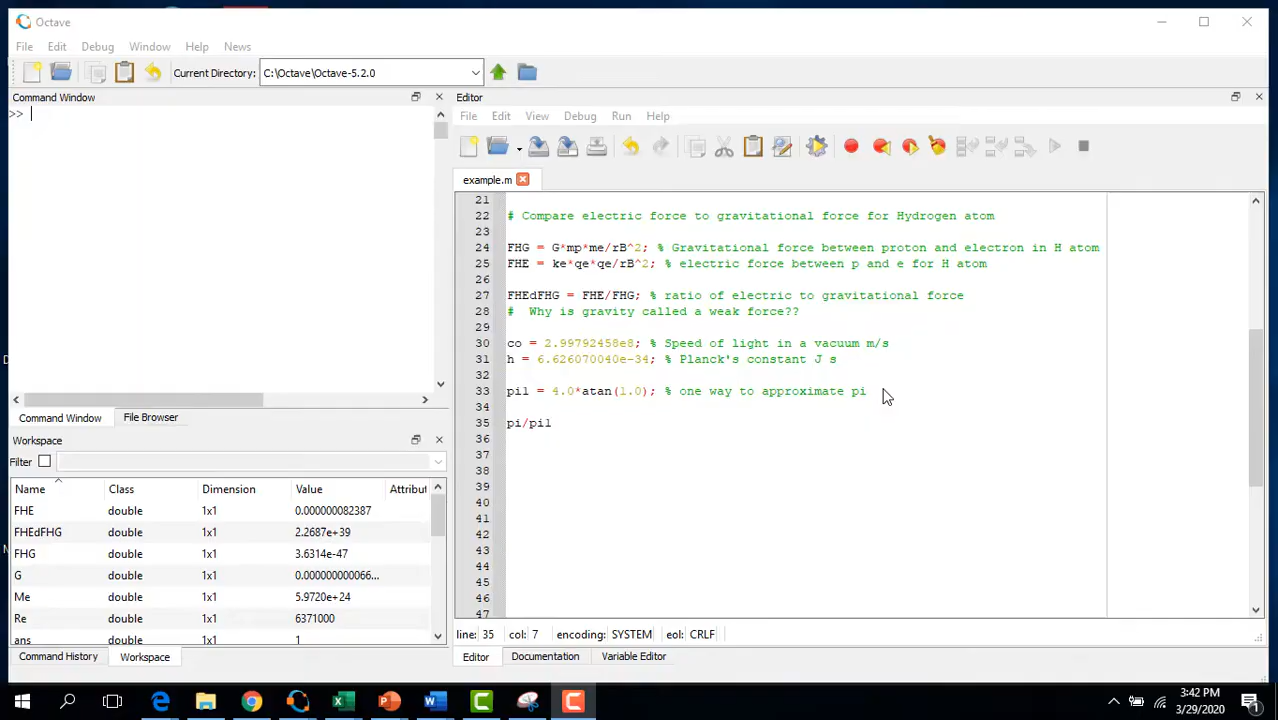 Octave
File Edit Debug Window Help News
Current Directory: C:\Octave\Octave-5.2.0
Command Window
>>
Command Window File Browser
Workspace
Filter
Name Class Dimension Value Attribut
FHE double 1x1 0.000000082387
FHEdFHG double 1x1 2.2687e+39
FHG double 1x1 3.6314e-47
G double 1x1 0.000000000066...
Me double 1x1 5.9720e+24
Re double 1x1 6371000
ans double 1x1 1
Command History Workspace
Editor
File Edit View Debug Run Help
example.m
21
22 # Compare electric force to gravitational force for Hydrogen atom
23
24 FHG = G*mp*me/rB^2; % Gravitational force between proton and electron in H atom
25 FHE = ke*qe*qe/rB^2; % electric force between p and e for H atom
26
27 FHEdFHG = FHE/FHG; % ratio of electric to gravitational force
28 # Why is gravity called a weak force??
29
30 co = 2.99792458e8; % Speed of light in a vacuum m/s
31 h = 6.626070040e-34; % Planck's constant J s
32
33 pi1 = 4.0*atan(1.0); % one way to approximate pi
34
35 pi/pi1
36
37
38
39
40
41
42
43
44
45
46
47
line: 35 col: 7 encoding: SYSTEM eol: CRLF
Editor Documentation Variable Editor
3:42 PM
3/29/2020
1